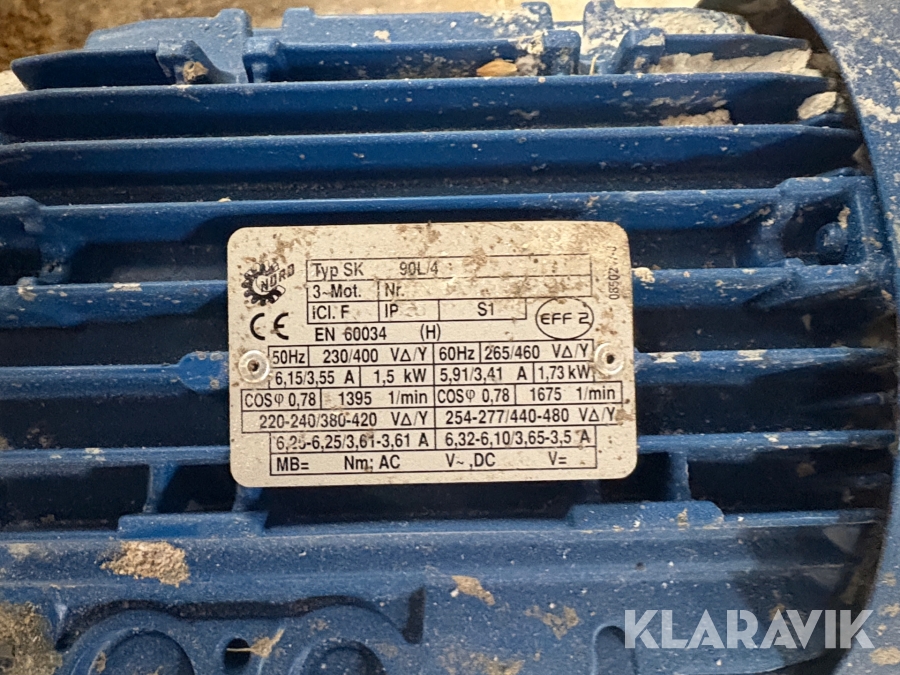 NORD
Typ SK 90L/4
3~Mot. Nr.
iCl. F IP S1 EFF 2
CE EN 60034 (H)
50Hz 230/400 VΔ/Y 60Hz 265/460 VΔ/Y
6,15/3,55 A 1,5 kW 5,91/3,41 A 1,73 kW
COSφ 0,78 1395 1/min COSφ 0,78 1675 1/min
220-240/380-420 VΔ/Y 254-277/440-480 VΔ/Y
6,25-6,25/3,61-3,61 A 6,32-6,10/3,65-3,5 A
MB= Nm; AC V~ ,DC V=
KLARAVIK